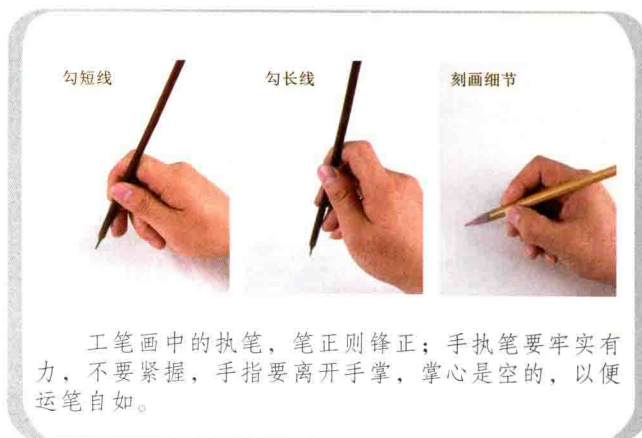 勾短线
勾长线
刻画细节
工笔画中的执笔，笔正则锋正；手执笔要牢实有
力，不要紧握，手指要离开手掌，掌心是空的，以便
运笔自如。